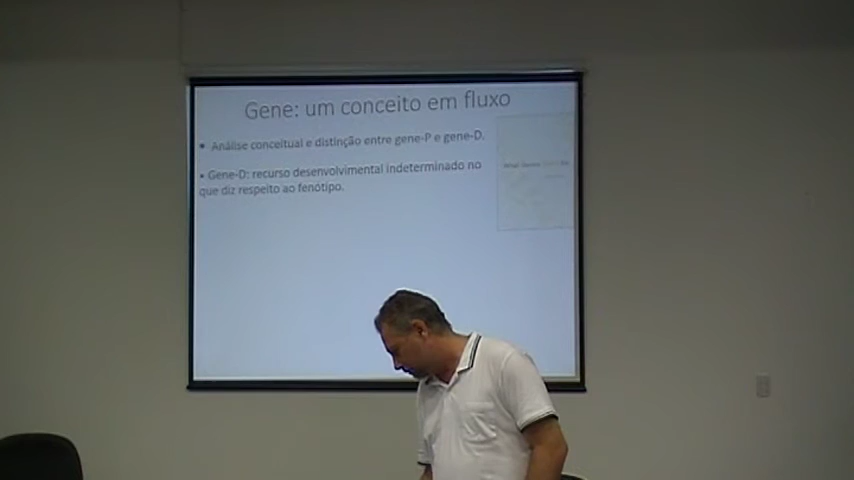 Gene: um conceito em fluxo
• Análise conceitual e distinção entre gene-P e gene-D.
• Gene-D: recurso desenvolvimental indeterminado no
que diz respeito ao fenótipo.